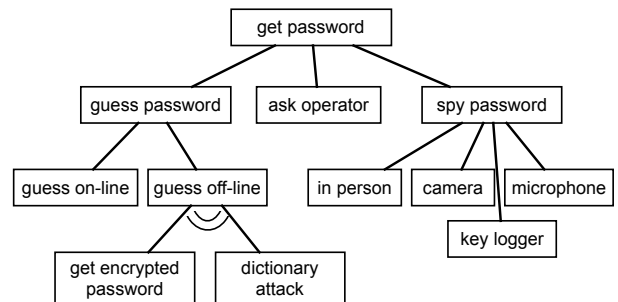 get password
guess password
ask operator
spy password
guess on-line
guess off-line
in person
camera
microphone
key logger
get encrypted
password
dictionary
attack